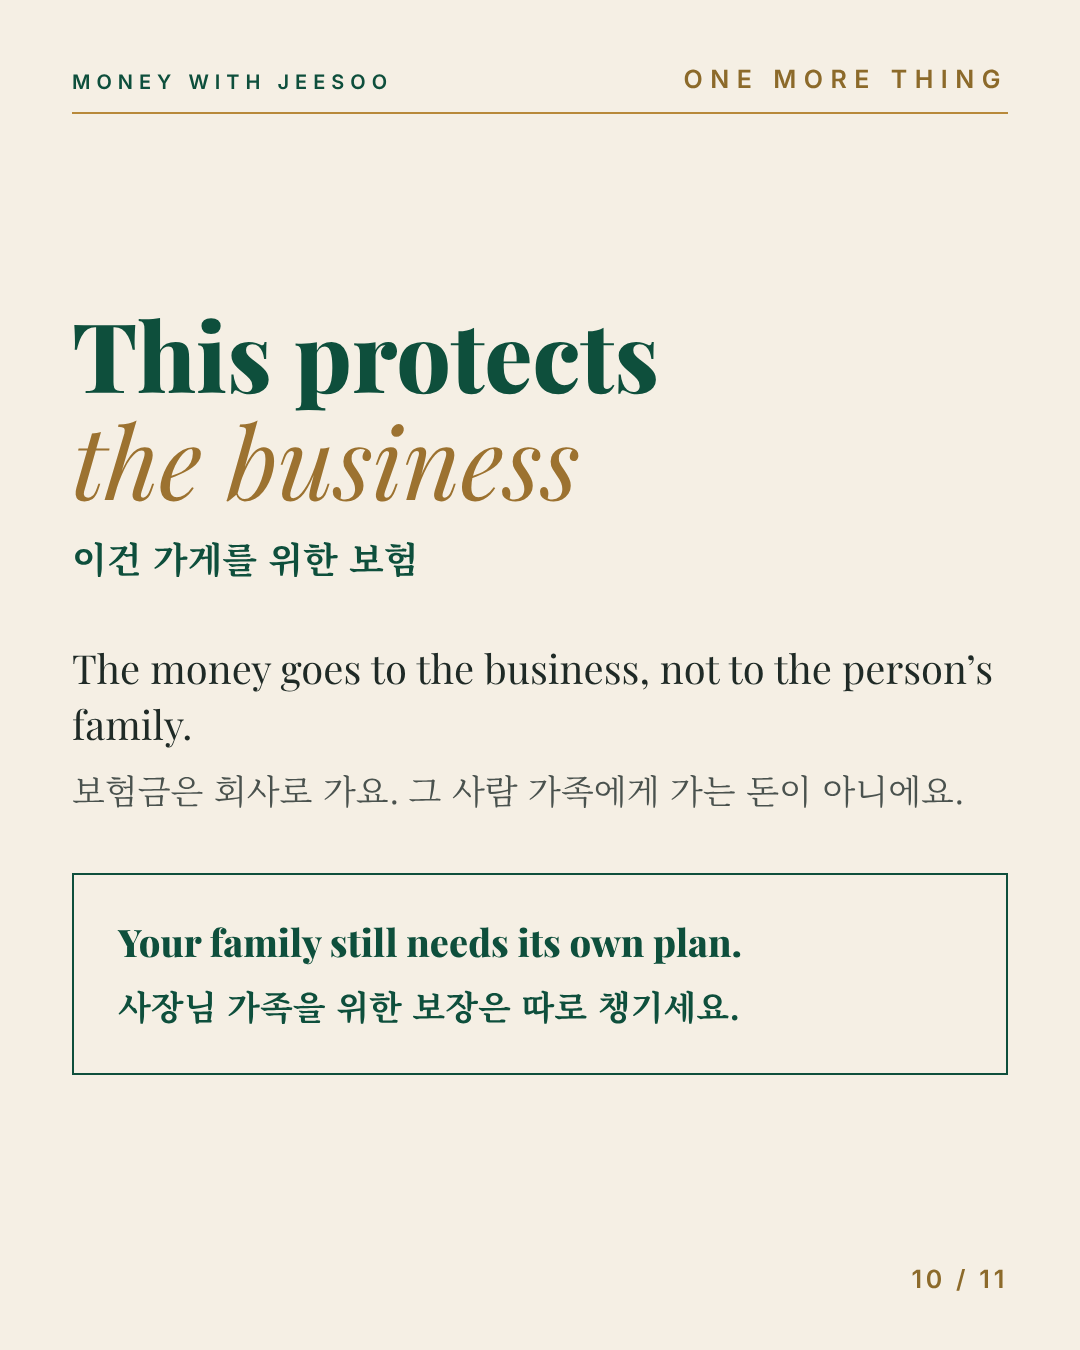 MONEY WITH JEESOO
ONE MORE THING
This protects
the business
이건 가게를 위한 보험
The money goes to the business, not to the person’s
family.
보험금은 회사로 가요. 그 사람 가족에게 가는 돈이 아니에요.
Your family still needs its own plan.
사장님 가족을 위한 보장은 따로 챙기세요.
10 / 11